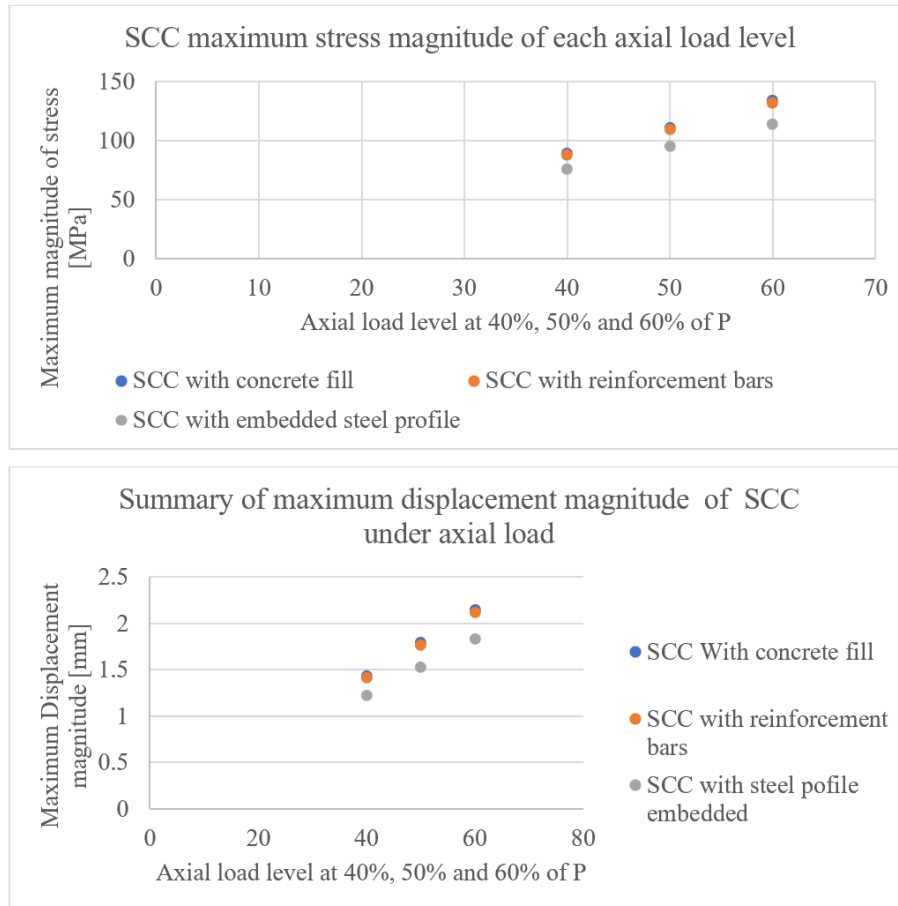 SCC maximum stress magnitude of each axial load level
Maximum magnitude of stress
[MPa]
150
100
50
0
0 10 20 30 40 50 60 70
Axial load level at 40%, 50% and 60% of P
SCC with concrete fill
SCC with reinforcement bars
SCC with embedded steel profile
Summary of maximum displacement magnitude of SCC
under axial load
Maximum Displacement
magnitude [mm]
2.5
2
1.5
1
0.5
0
0 20 40 60 80
Axial load level at 40%, 50% and 60% of P
SCC With concrete fill
SCC with reinforcement
bars
SCC with steel pofile
embedded